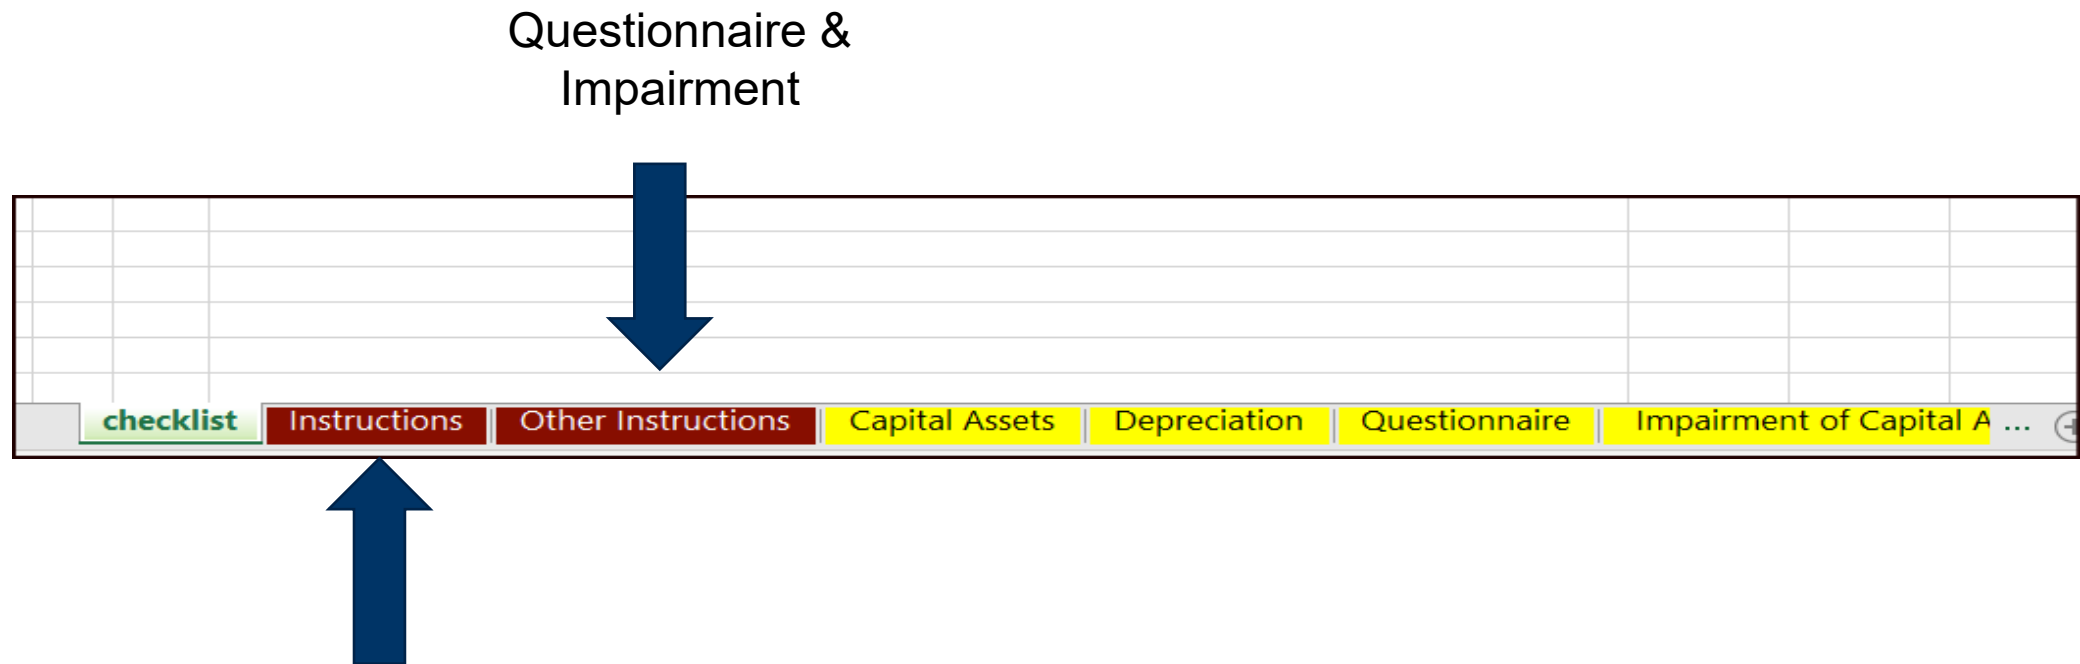 Questionnaire &
Impairment
checklist Instructions Other Instructions Capital Assets Depreciation Questionnaire Impairment of Capital A ...